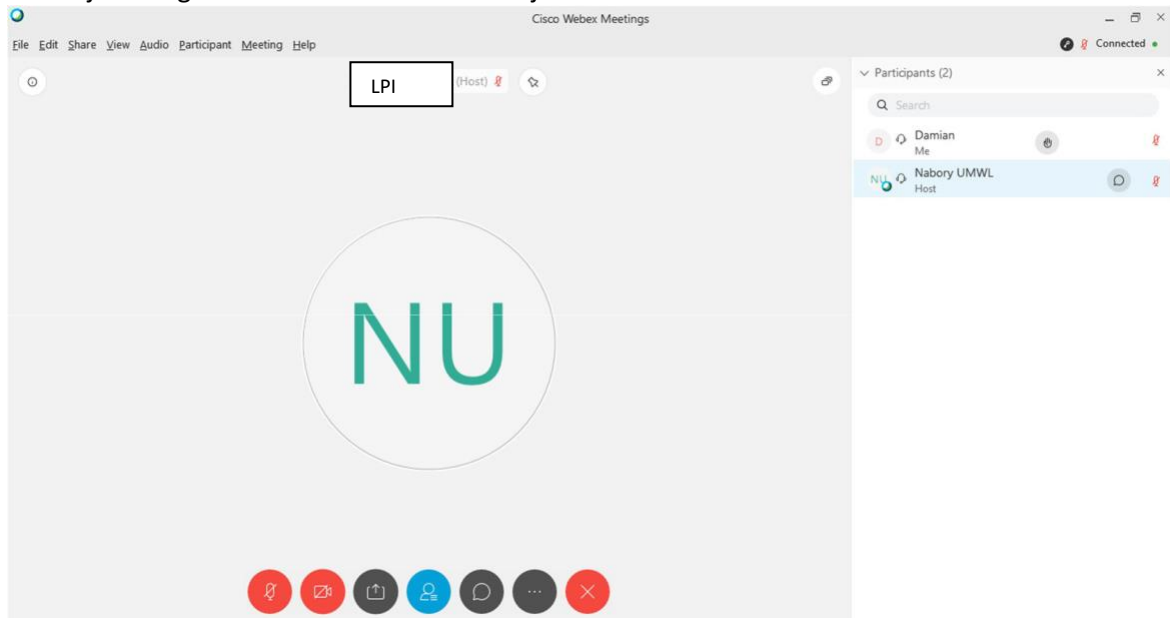 Cisco Webex Meetings
File Edit Share View Audio Participant Meeting Help
Connected
LPI (Host)
Participants (2)
Search
D Damian
Me
NU Nabory UMWL
Host
NU